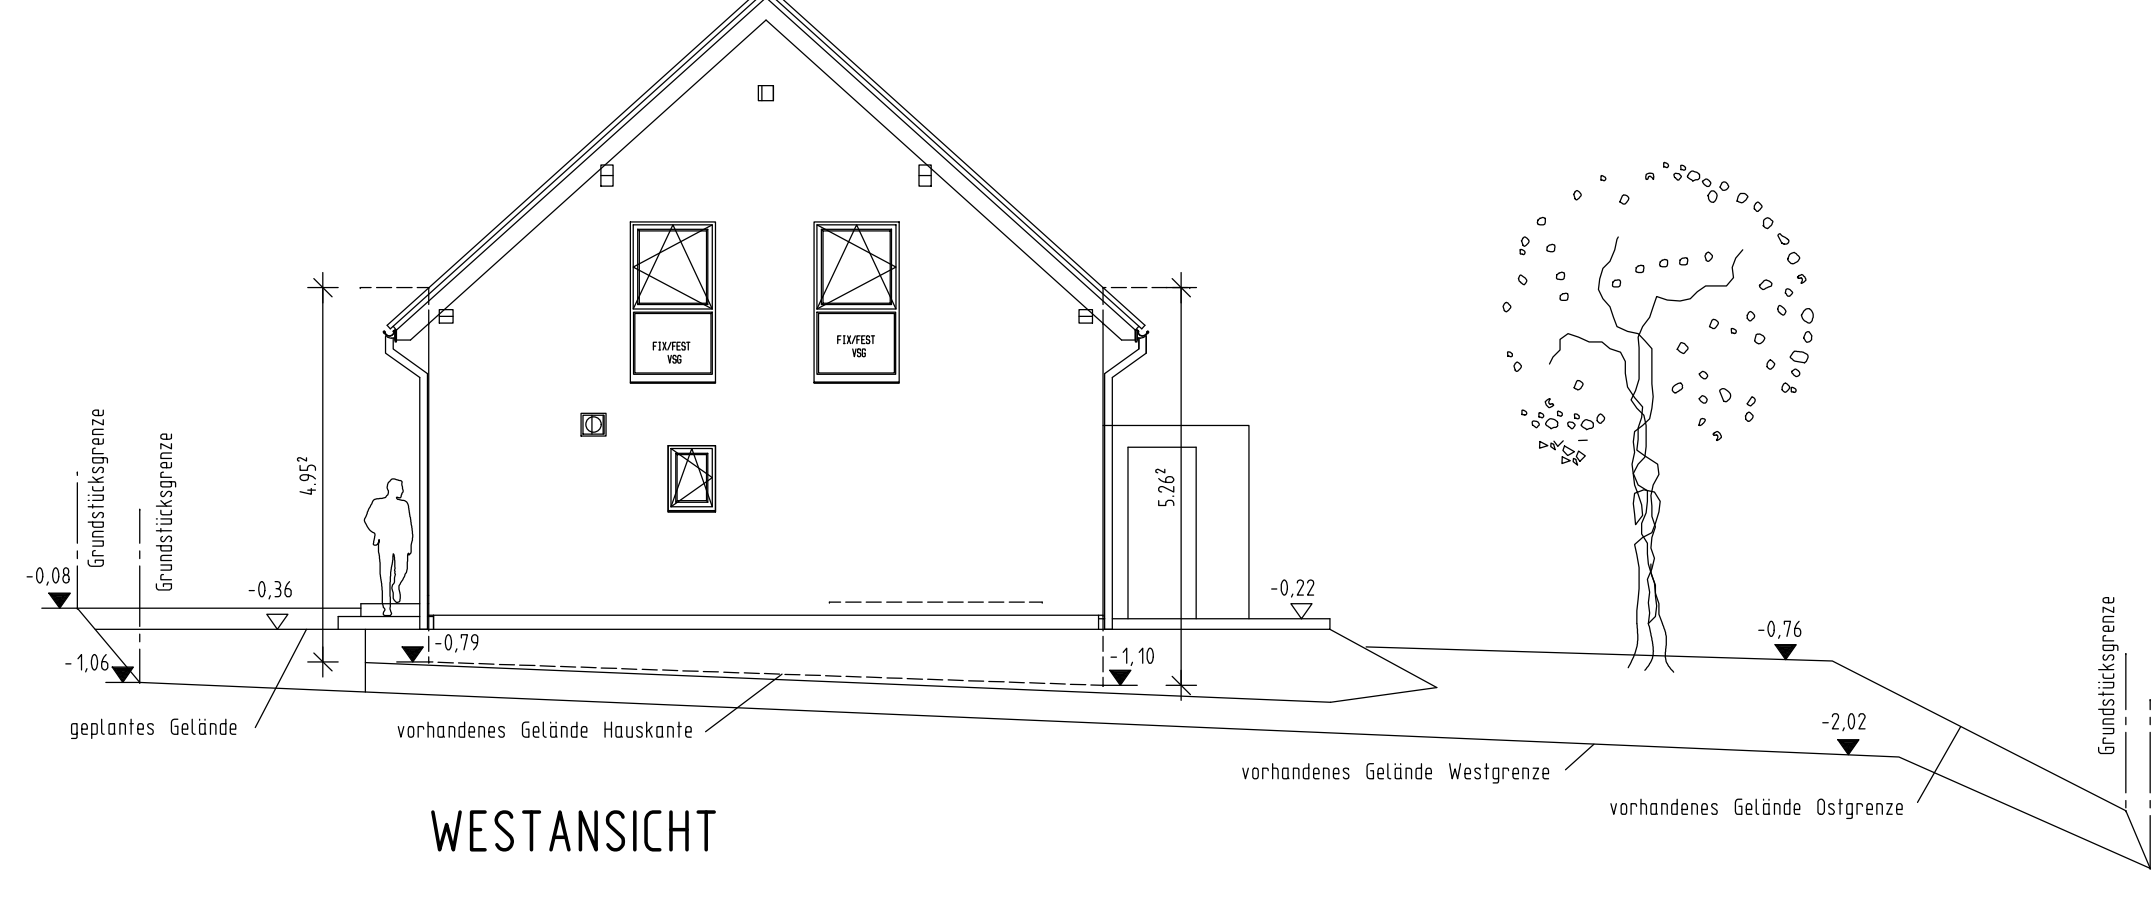 FIX/FEST
VSG
FIX/FEST
VSG
Grundstücksgrenze
Grundstücksgrenze
4.95²
5.26²
-0,08
-0,36
-0,22
-0,79
-1,10
-1,06
-0,76
Grundstücksgrenze
geplantes Gelände
vorhandenes Gelände Hauskante
-2,02
vorhandenes Gelände Westgrenze
vorhandenes Gelände Ostgrenze
WESTANSICHT